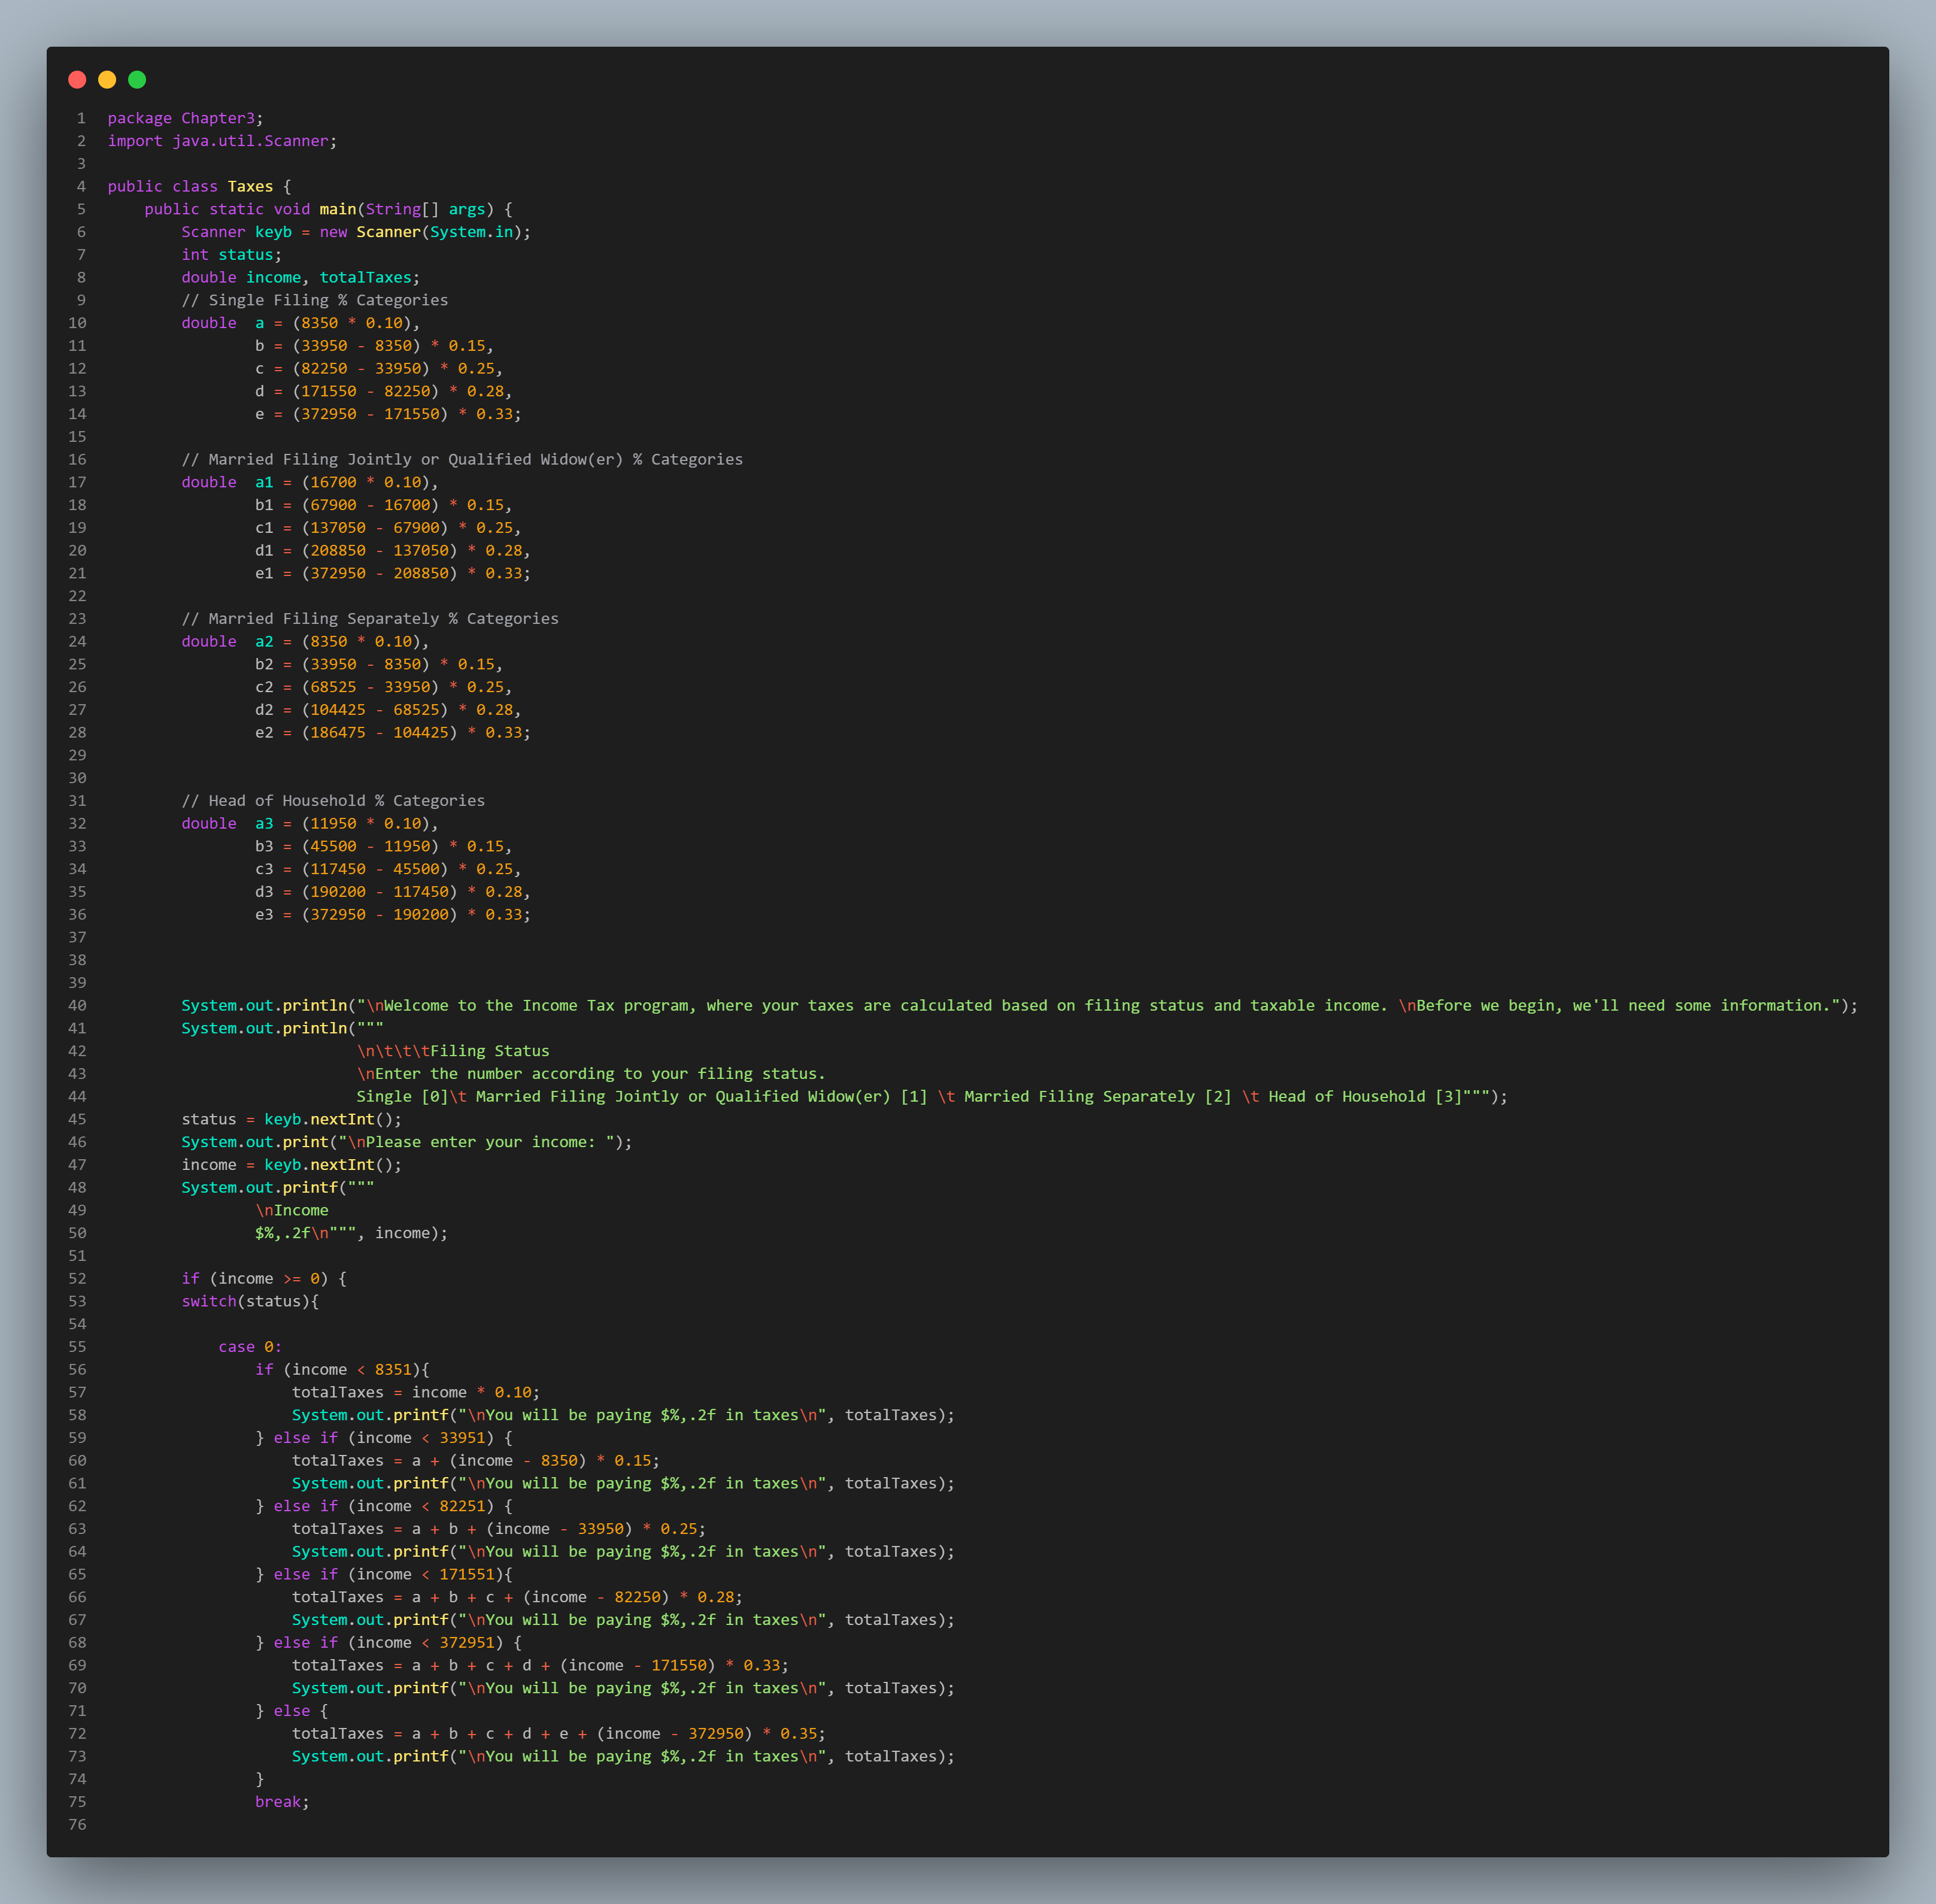 1 package Chapter3;
2 import java.util.Scanner;
3
4 public class Taxes {
5     public static void main(String[] args) {
6         Scanner keyb = new Scanner(System.in);
7         int status;
8         double income, totalTaxes;
9         // Single Filing % Categories
10         double  a = (8350 * 0.10),
11                 b = (33950 - 8350) * 0.15,
12                 c = (82250 - 33950) * 0.25,
13                 d = (171550 - 82250) * 0.28,
14                 e = (372950 - 171550) * 0.33;
15
16         // Married Filing Jointly or Qualified Widow(er) % Categories
17         double  a1 = (16700 * 0.10),
18                 b1 = (67900 - 16700) * 0.15,
19                 c1 = (137050 - 67900) * 0.25,
20                 d1 = (208850 - 137050) * 0.28,
21                 e1 = (372950 - 208850) * 0.33;
22
23         // Married Filing Separately % Categories
24         double  a2 = (8350 * 0.10),
25                 b2 = (33950 - 8350) * 0.15,
26                 c2 = (68525 - 33950) * 0.25,
27                 d2 = (104425 - 68525) * 0.28,
28                 e2 = (186475 - 104425) * 0.33;
29
30
31         // Head of Household % Categories
32         double  a3 = (11950 * 0.10),
33                 b3 = (45500 - 11950) * 0.15,
34                 c3 = (117450 - 45500) * 0.25,
35                 d3 = (190200 - 117450) * 0.28,
36                 e3 = (372950 - 190200) * 0.33;
37
38
39
40         System.out.println("\nWelcome to the Income Tax program, where your taxes are calculated based on filing status and taxable income. \nBefore we begin, we'll need some information.");
41         System.out.println("""
42                            \n\t\t\tFiling Status
43                            \nEnter the number according to your filing status.
44                            Single [0]\t Married Filing Jointly or Qualified Widow(er) [1] \t Married Filing Separately [2] \t Head of Household [3]""");
45         status = keyb.nextInt();
46         System.out.print("\nPlease enter your income: ");
47         income = keyb.nextInt();
48         System.out.printf("""
49                 \nIncome
50                 $%,.2f\n""", income);
51
52         if (income >= 0) {
53         switch(status){
54
55             case 0:
56                 if (income < 8351){
57                     totalTaxes = income * 0.10;
58                     System.out.printf("\nYou will be paying $%,.2f in taxes\n", totalTaxes);
59                 } else if (income < 33951) {
60                     totalTaxes = a + (income - 8350) * 0.15;
61                     System.out.printf("\nYou will be paying $%,.2f in taxes\n", totalTaxes);
62                 } else if (income < 82251) {
63                     totalTaxes = a + b + (income - 33950) * 0.25;
64                     System.out.printf("\nYou will be paying $%,.2f in taxes\n", totalTaxes);
65                 } else if (income < 171551){
66                     totalTaxes = a + b + c + (income - 82250) * 0.28;
67                     System.out.printf("\nYou will be paying $%,.2f in taxes\n", totalTaxes);
68                 } else if (income < 372951) {
69                     totalTaxes = a + b + c + d + (income - 171550) * 0.33;
70                     System.out.printf("\nYou will be paying $%,.2f in taxes\n", totalTaxes);
71                 } else {
72                     totalTaxes = a + b + c + d + e + (income - 372950) * 0.35;
73                     System.out.printf("\nYou will be paying $%,.2f in taxes\n", totalTaxes);
74                 }
75                 break;
76